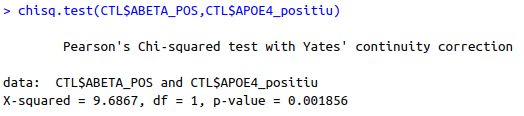 > chisq.test(CTL$ABETA_POS,CTL$APOE4_positiu)
Pearson's Chi-squared test with Yates' continuity correction
data:  CTL$ABETA_POS and CTL$APOE4_positiu
X-squared = 9.6867, df = 1, p-value = 0.001856